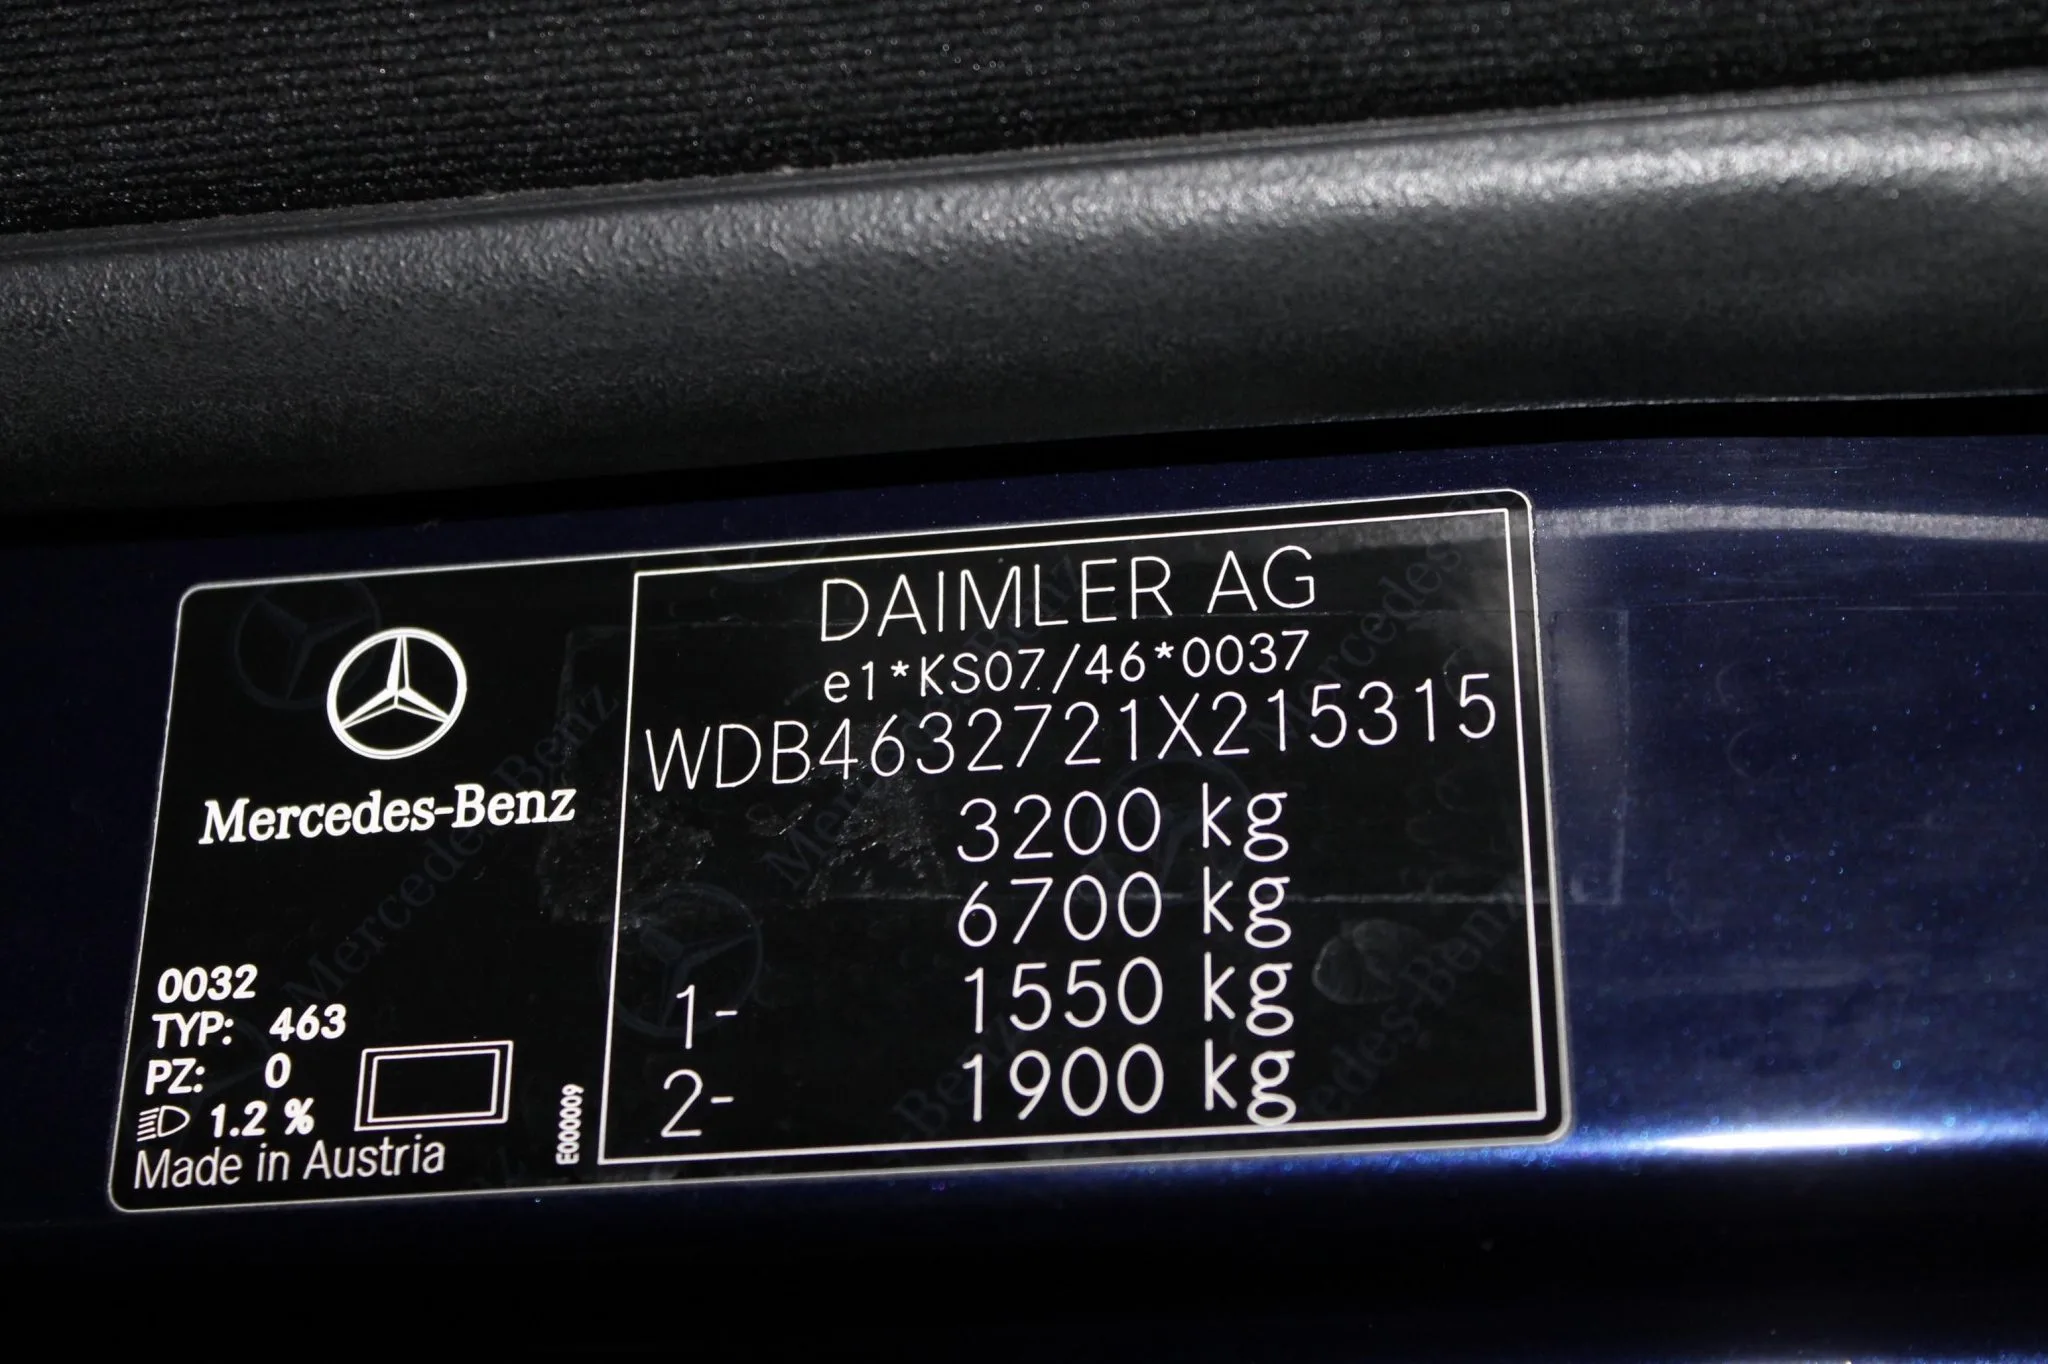 Mercedes-Benz
0032
TYP: 463
PZ: 0
1.2 %
Made in Austria
E000009
DAIMLER AG
e1*KS07/46*0037
WDB4632721X215315
3200 kg
6700 kg
1- 1550 kg
2- 1900 kg